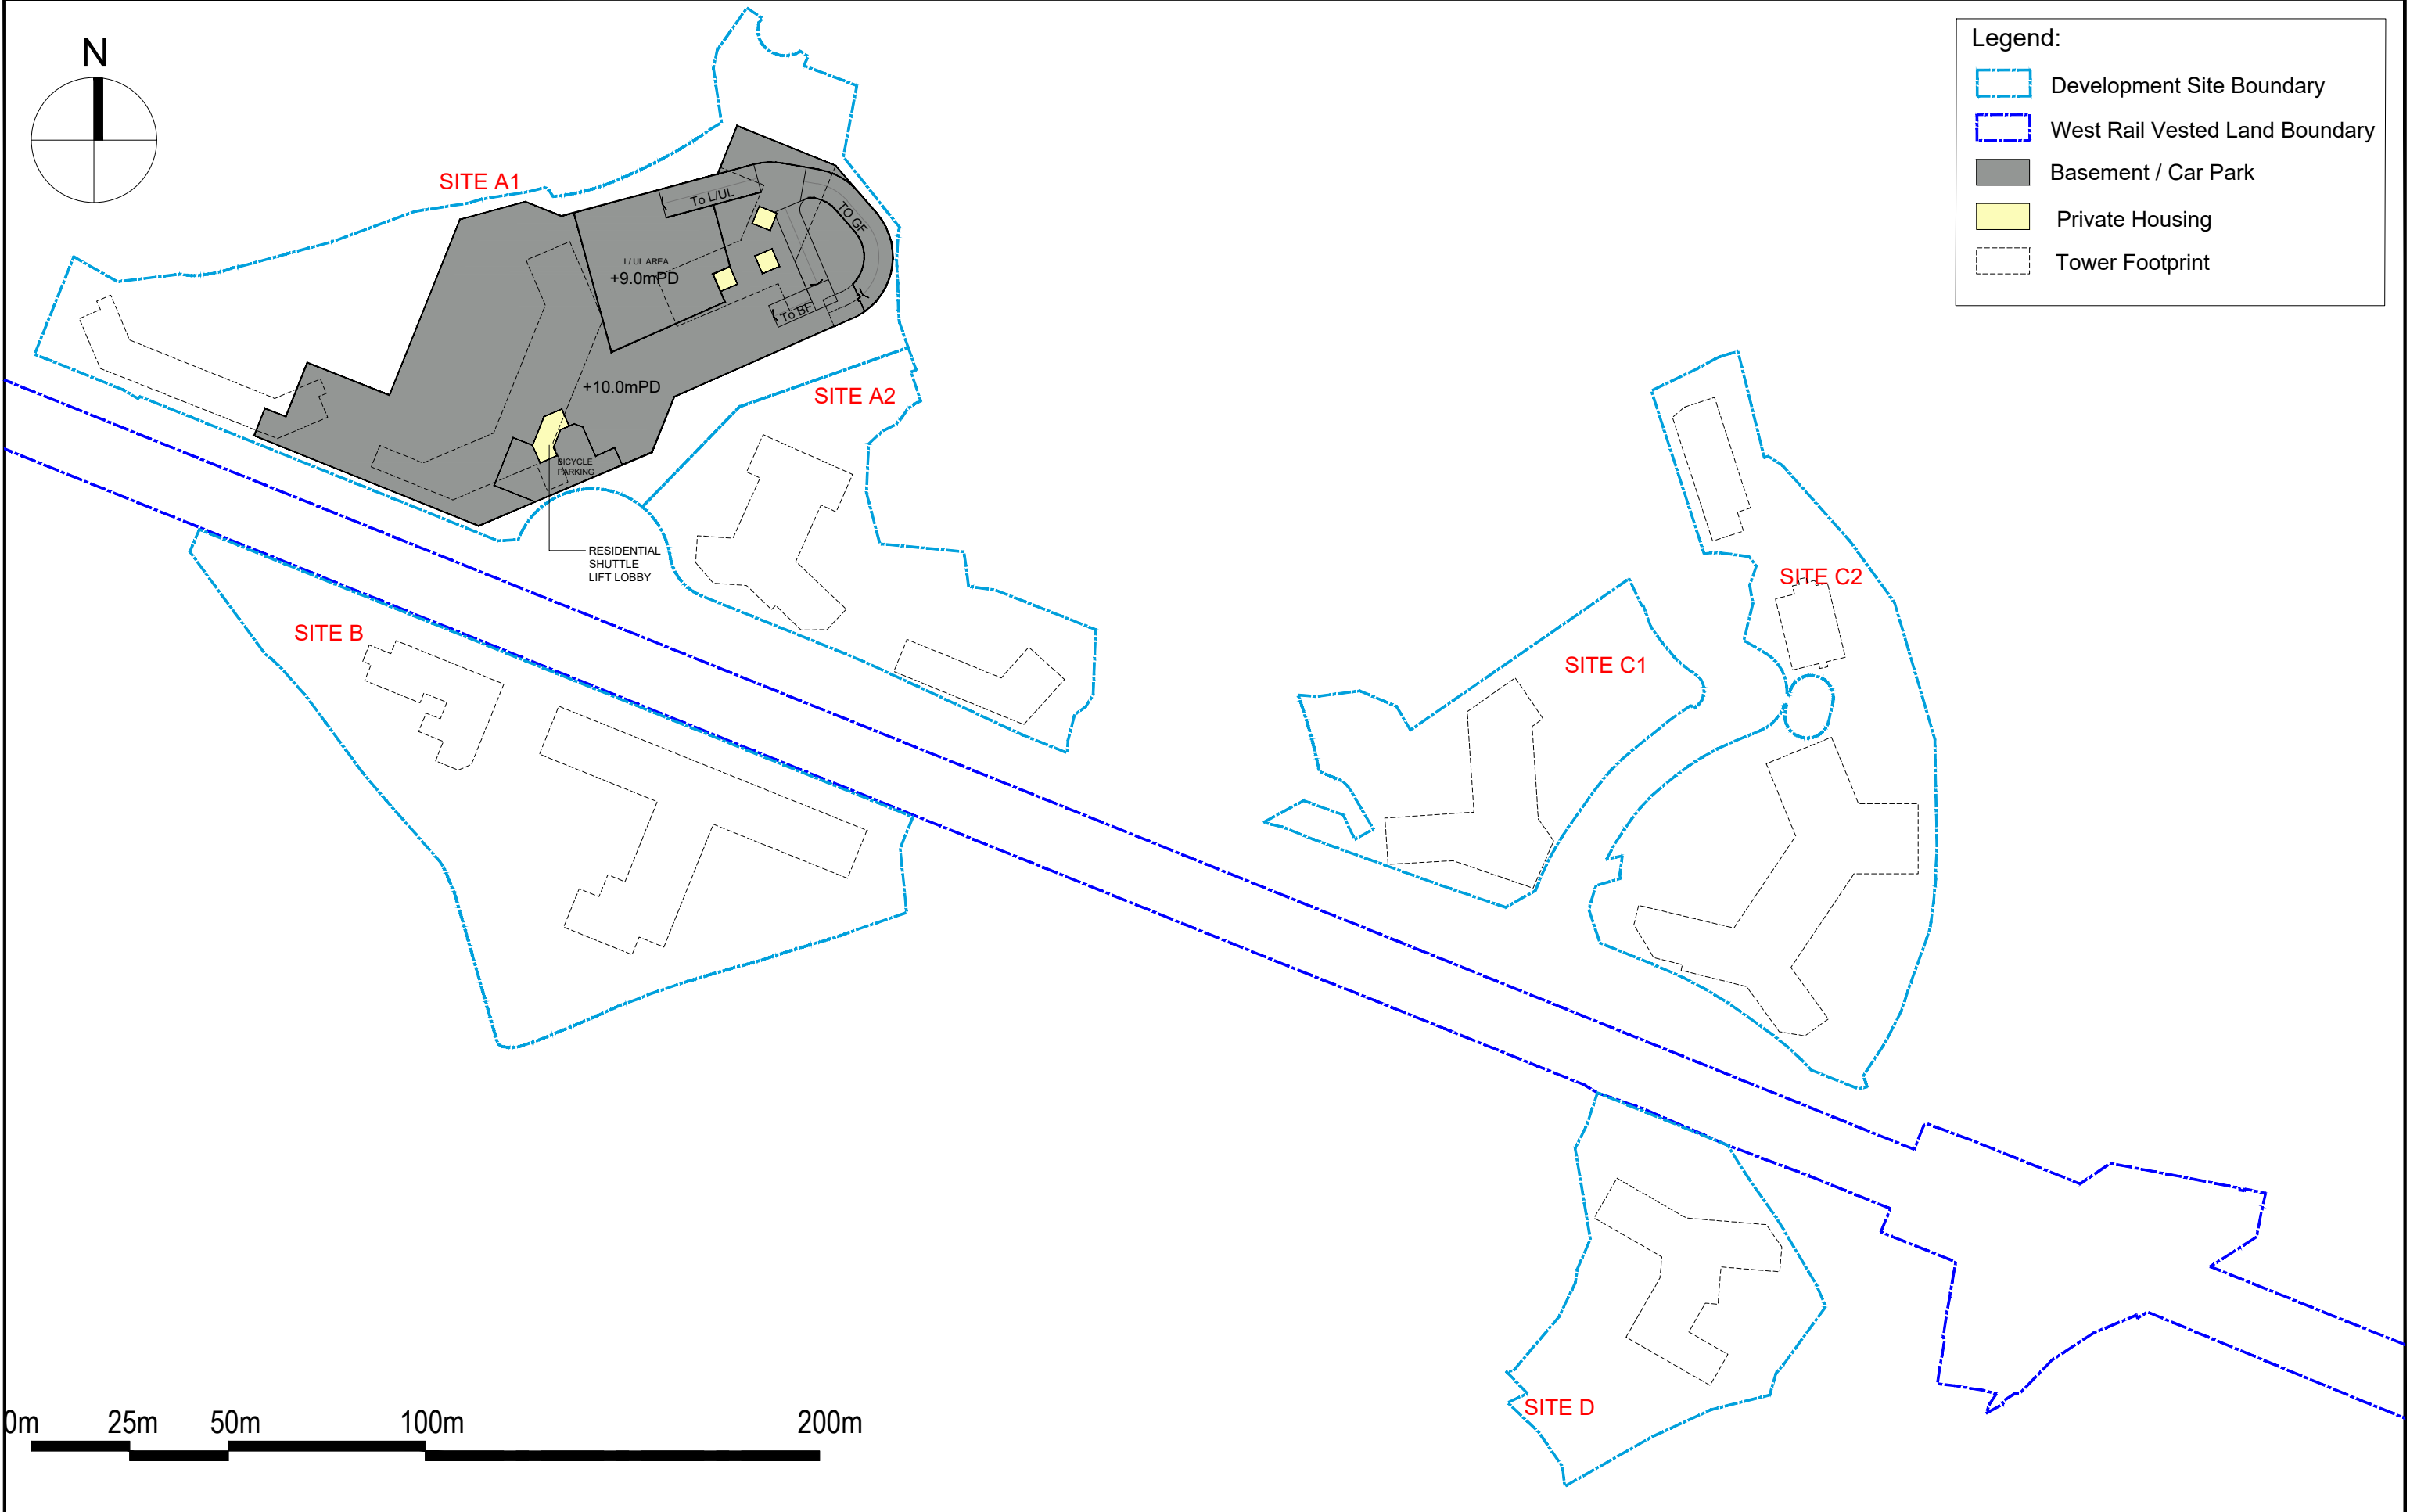 N
Legend:
Development Site Boundary
West Rail Vested Land Boundary
Basement / Car Park
Private Housing
Tower Footprint
SITE A1
To L/UL
TO GF
L/ UL AREA
+9.0mPD
To BF
+10.0mPD
SITE A2
BICYCLE
PARKING
RESIDENTIAL
SHUTTLE
LIFT LOBBY
SITE B
SITE C2
SITE C1
SITE D
0m 25m 50m 100m 200m